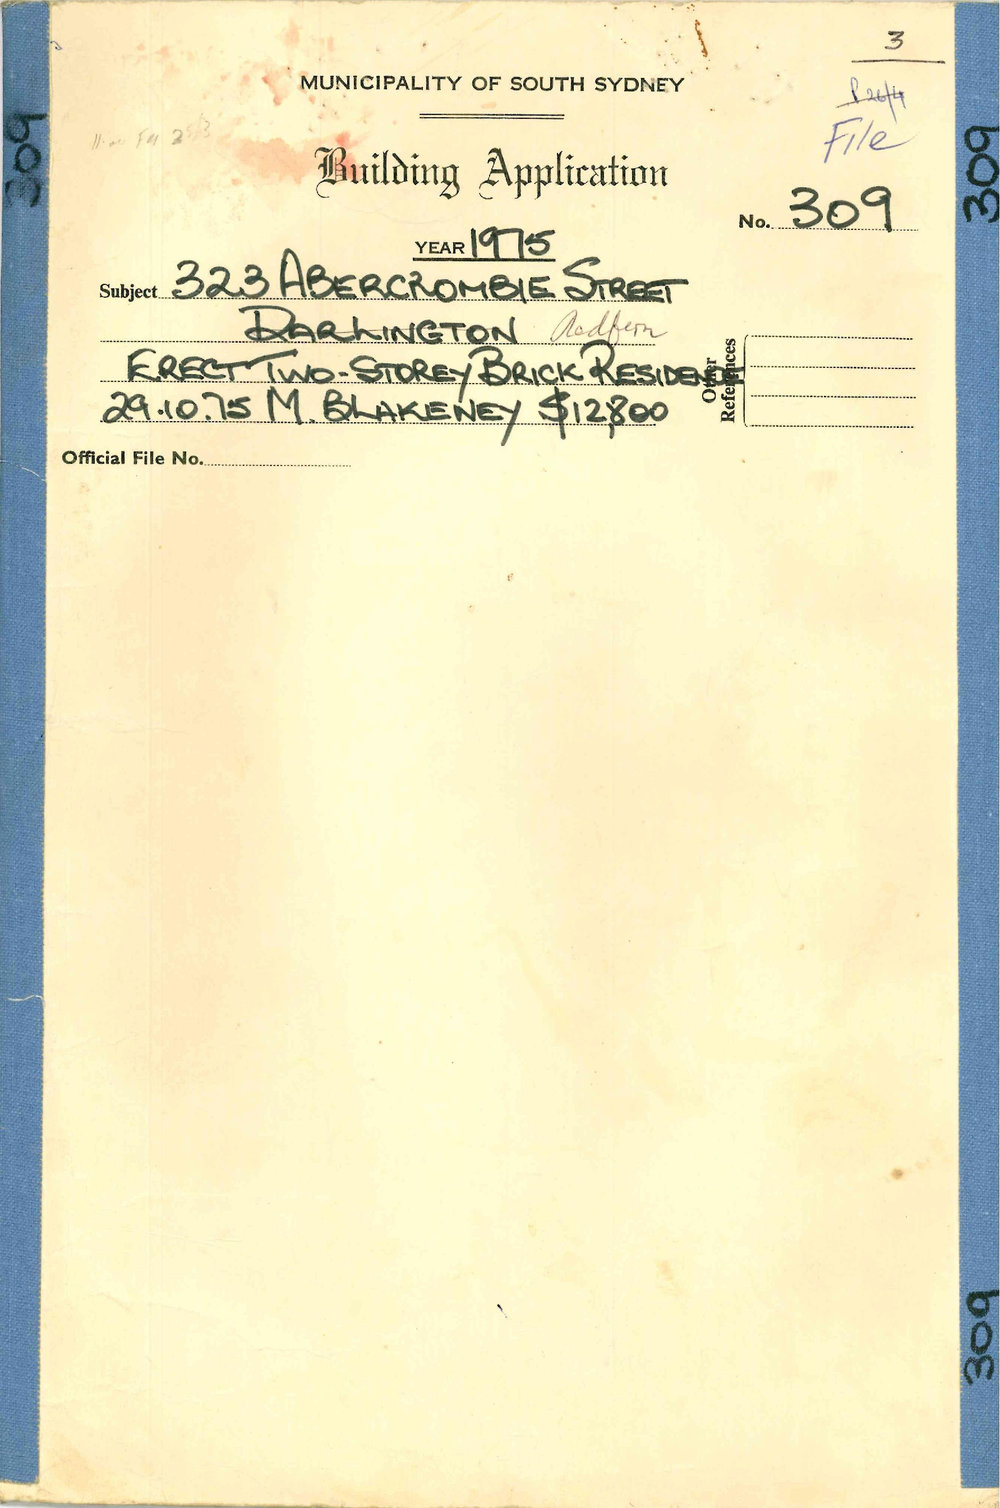 3
MUNICIPALITY OF SOUTH SYDNEY
File
Building Application
No. 309
YEAR 1975
Subject 323 ABERCROMBIE STREET
DARLINGTON Redfern
ERECT TWO-STOREY BRICK RESIDENCE
29.10.75 M. BLAKENEY $12,800
Other References
Official File No.
309
309
309